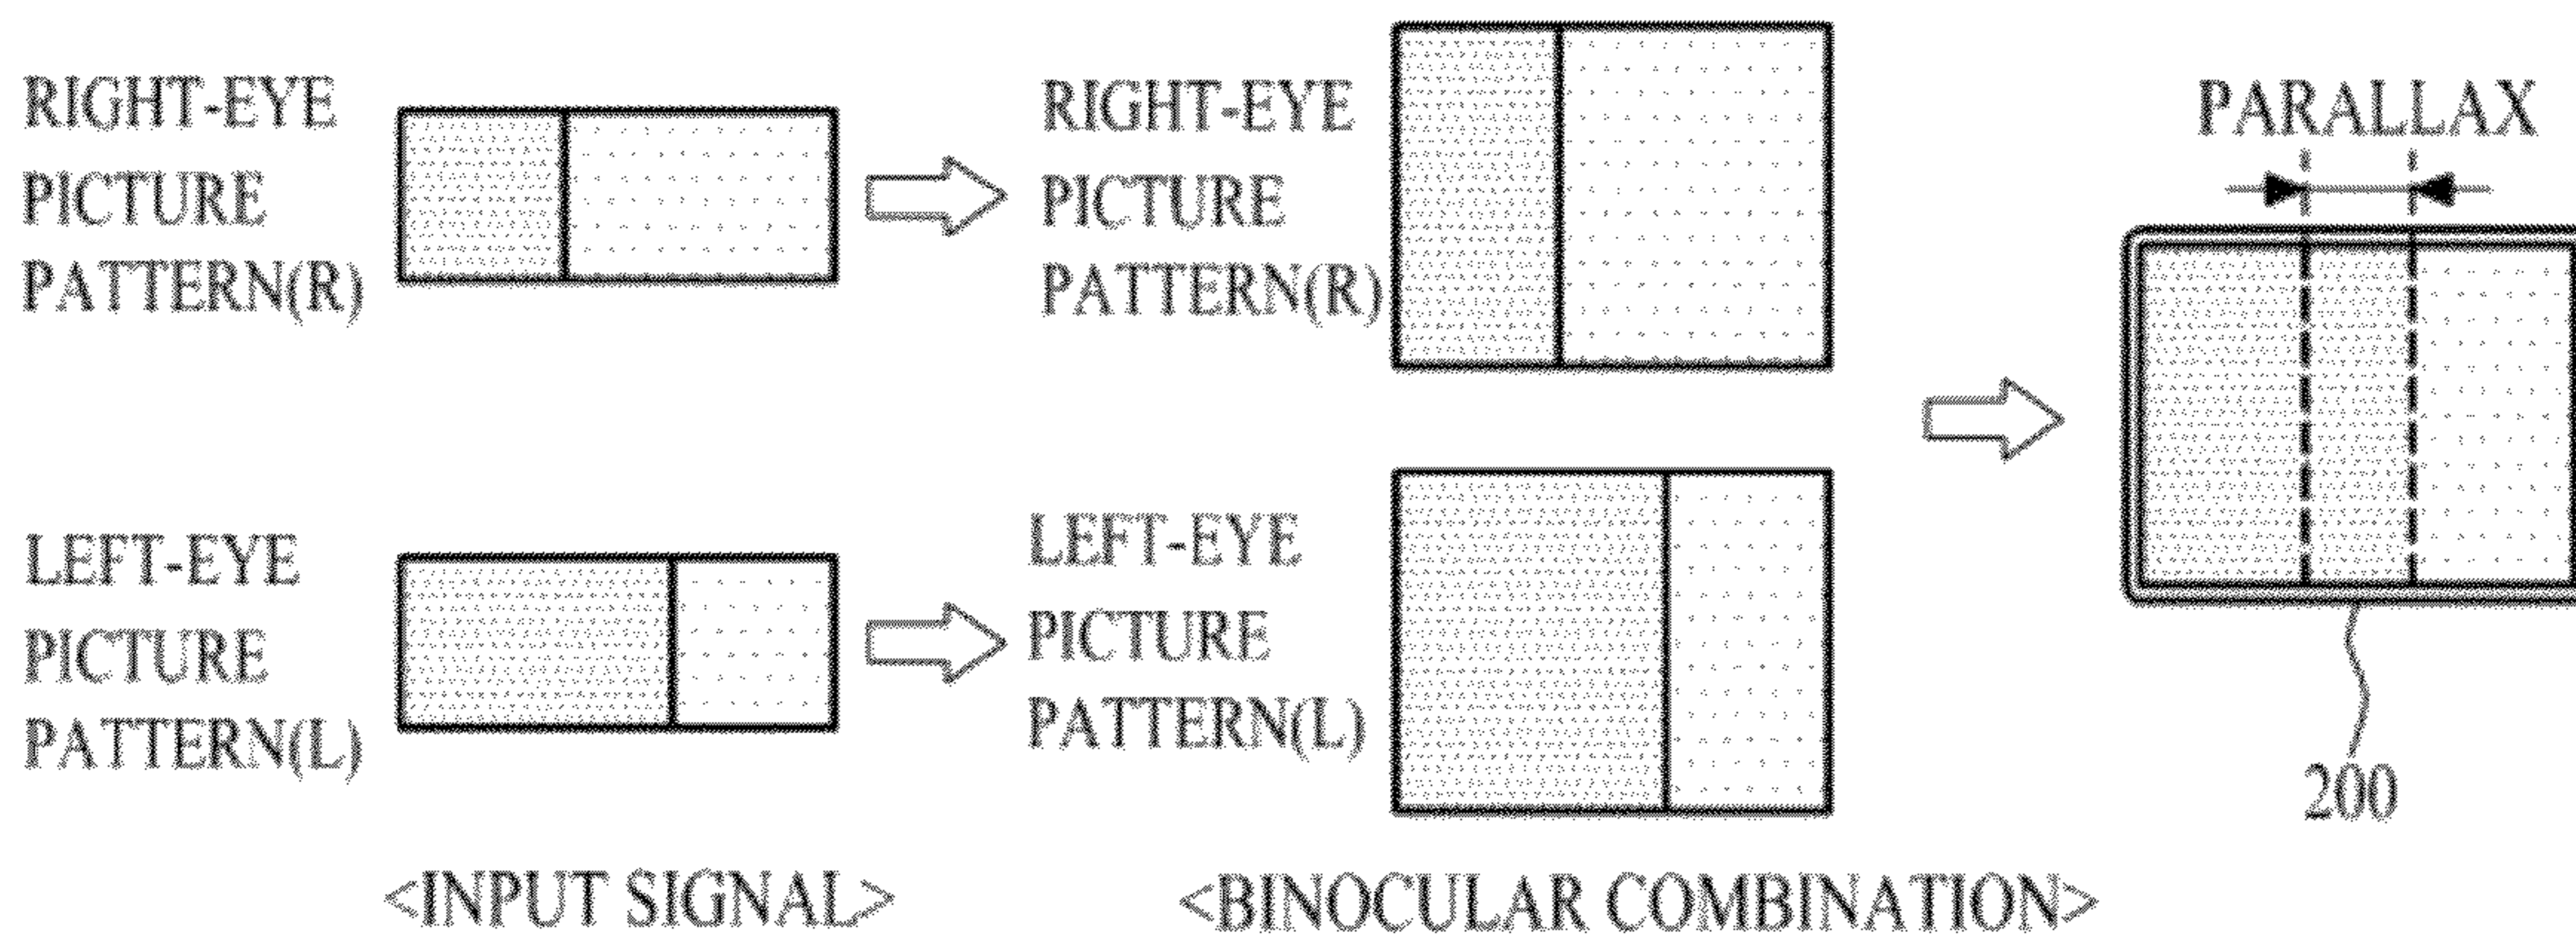 RIGHT-EYE
PICTURE
PATTERN(R)
RIGHT-EYE
PICTURE
PATTERN(R)
PARALLAX
LEFT-EYE
PICTURE
PATTERN(L)
LEFT-EYE
PICTURE
PATTERN(L)
200
<INPUT SIGNAL>
<BINOCULAR COMBINATION>